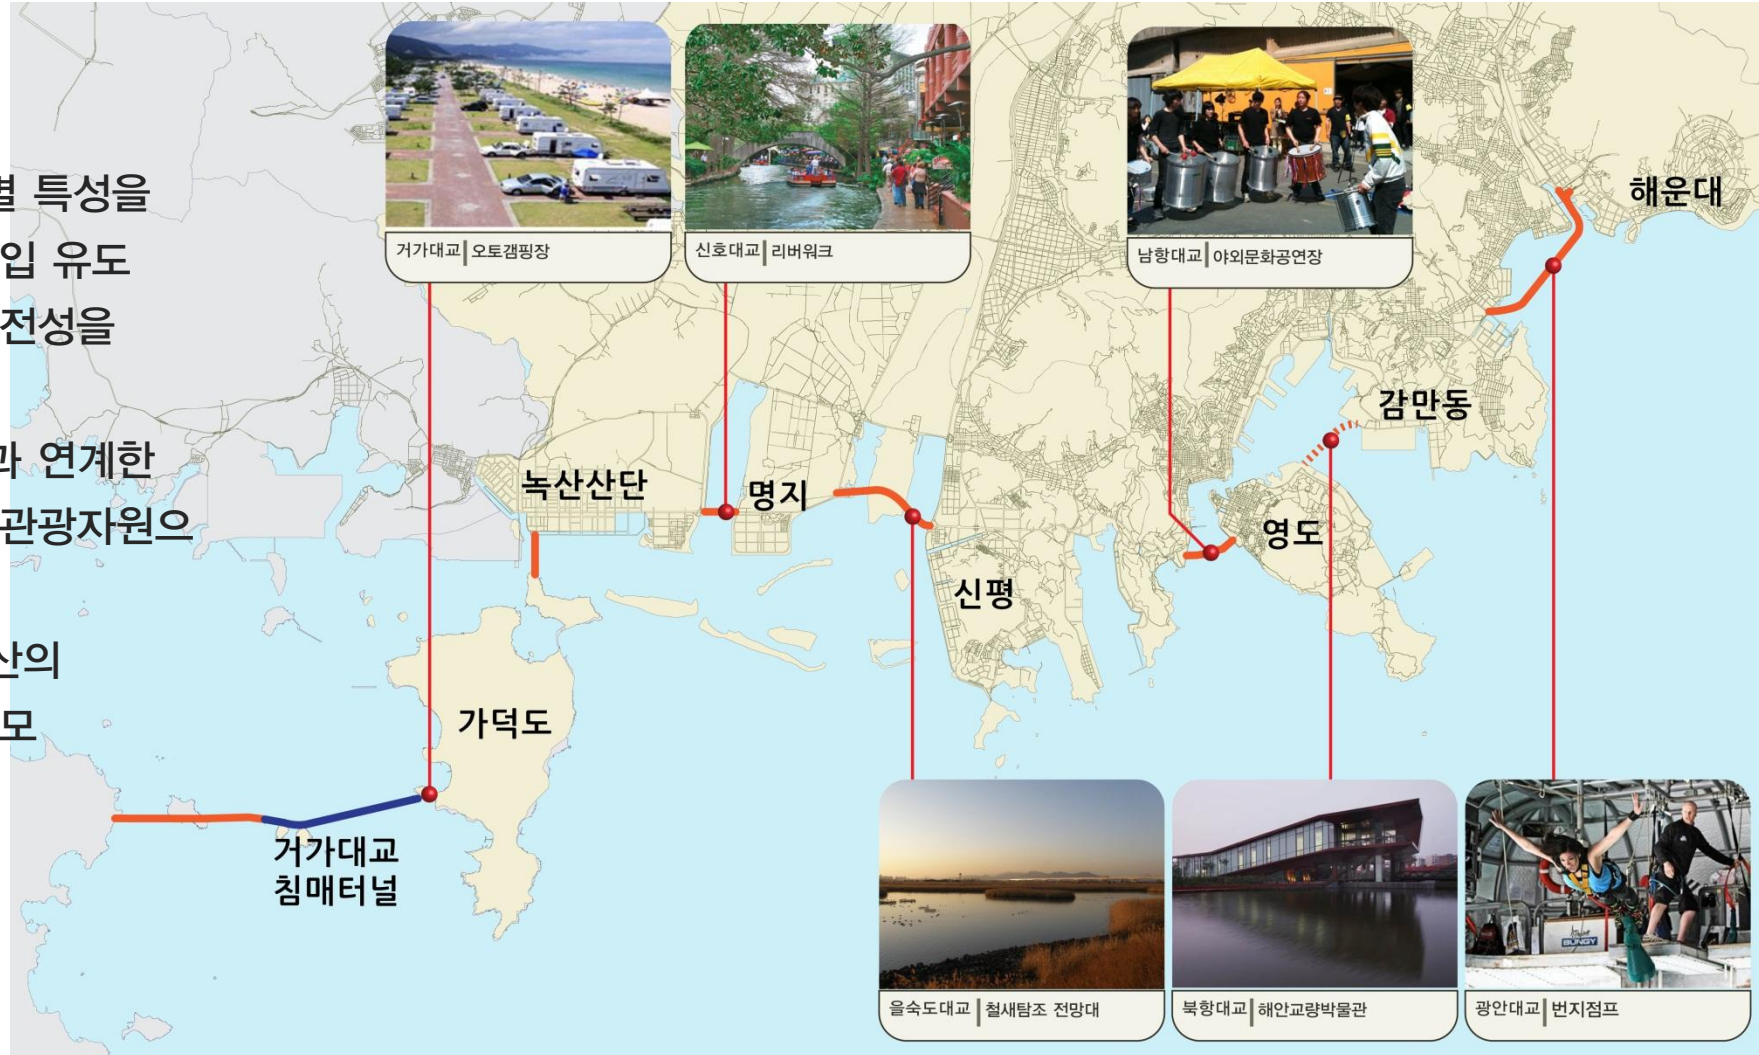 별 특성을
입 유도
전성을
과 연계한
관광자원으
산의
모
거가대교 | 오토캠핑장
신호대교 | 리버워크
남항대교 | 야외문화공연장
해운대
감만동
녹산산단
명지
영도
신평
가덕도
거가대교
침매터널
을숙도대교 | 철새탐조 전망대
북항대교 | 해안교량박물관
광안대교 | 번지점프
BUNGY